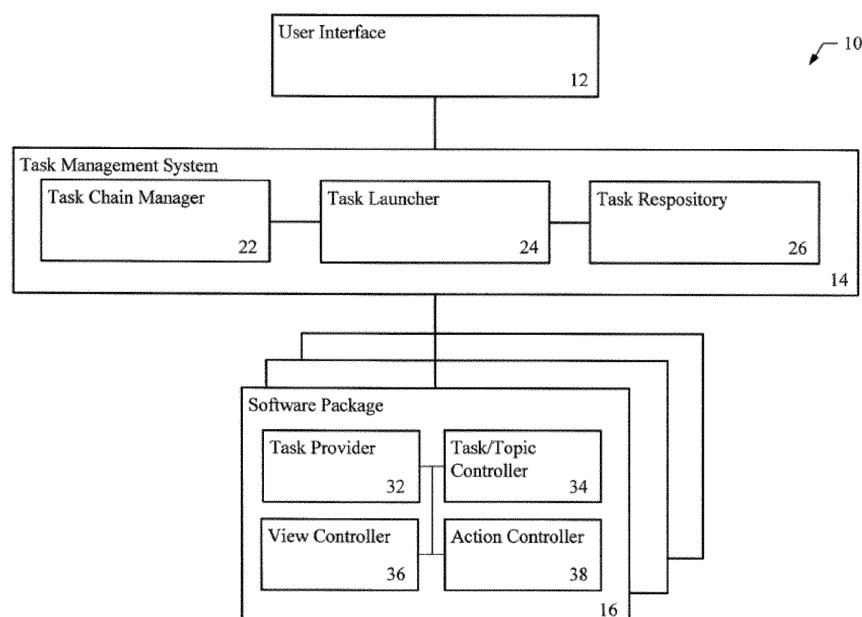 User Interface
12
10
Task Management System
Task Chain Manager
22
Task Launcher
24
Task Respository
26
14
Software Package
Task Provider
32
Task/Topic
Controller
34
View Controller
36
Action Controller
38
16